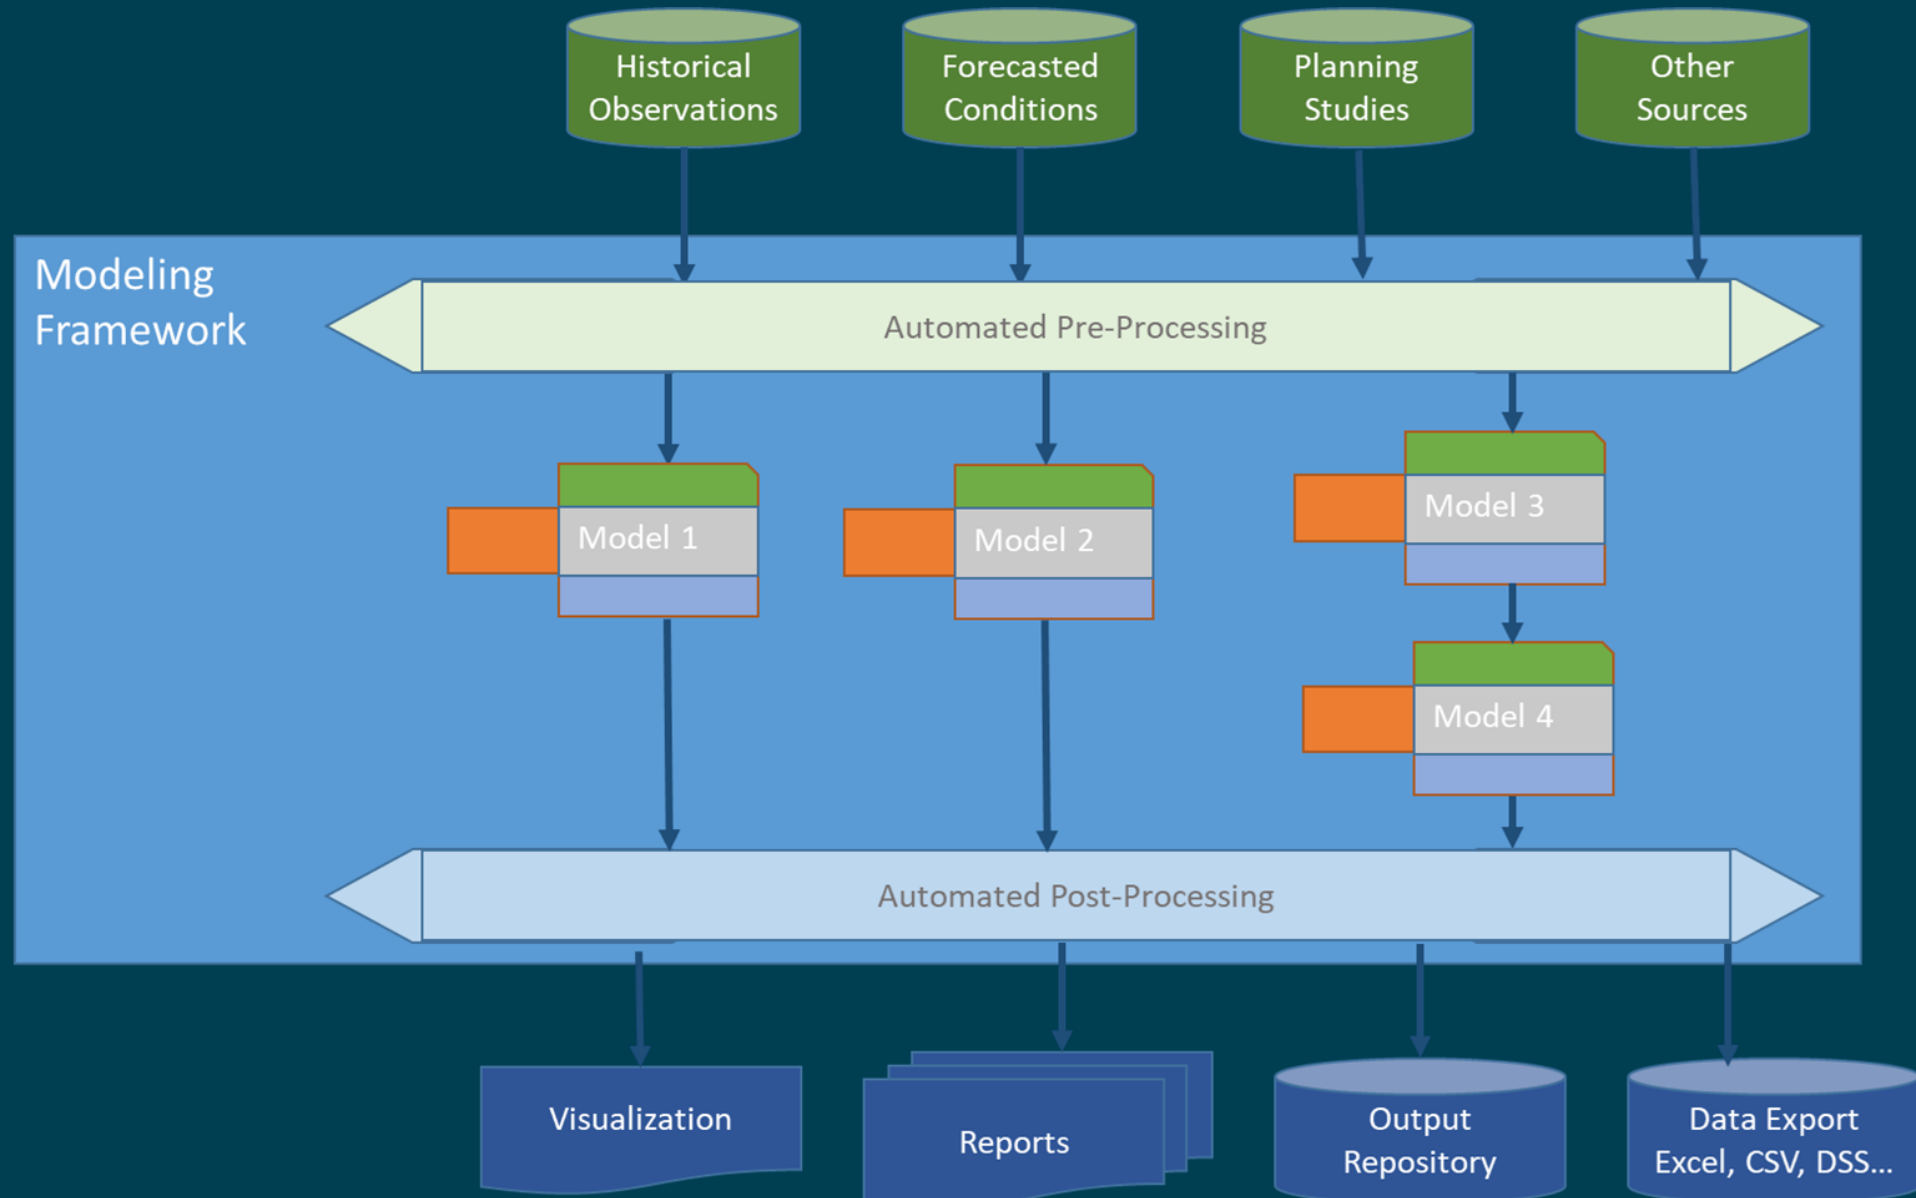 Historical
Observations
Forecasted
Conditions
Planning
Studies
Other
Sources
Modeling
Framework
Automated Pre-Processing
Model 1
Model 2
Model 3
Model 4
Automated Post-Processing
Visualization
Reports
Output
Repository
Data Export
Excel, CSV, DSS...